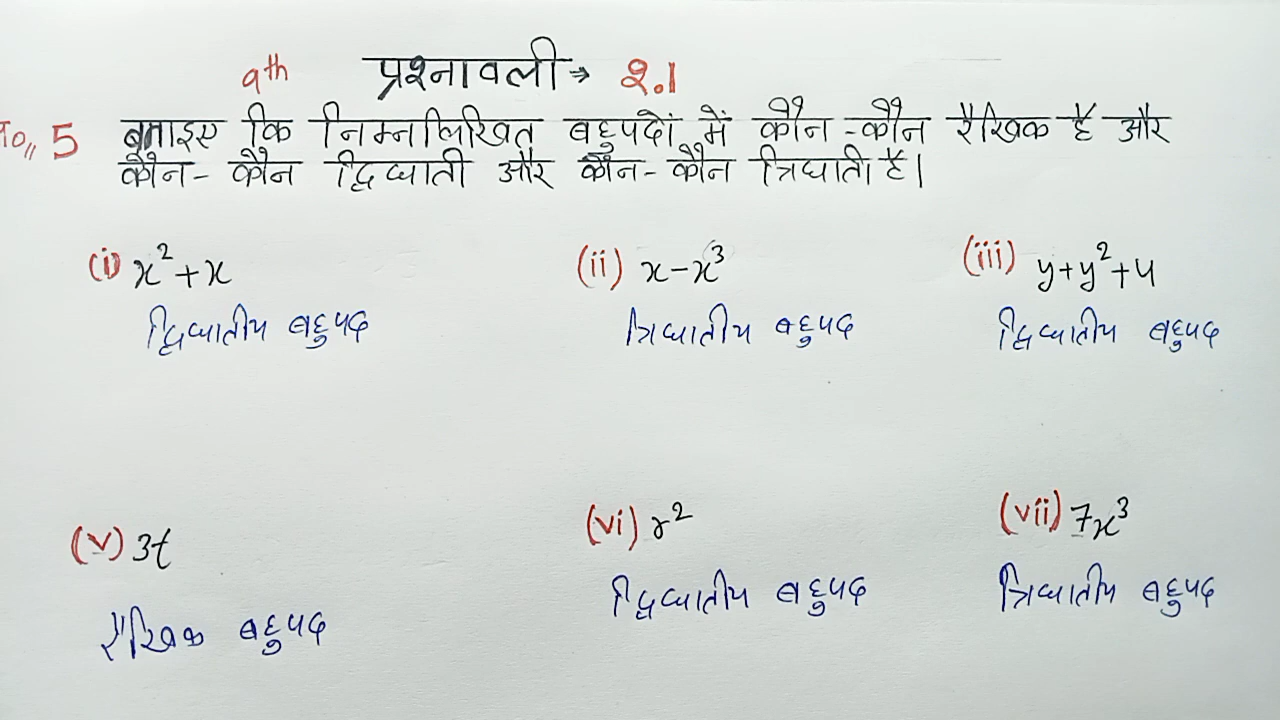 9th प्रश्नावली → 2.1
5 बताइए कि निम्नलिखित बहुपदों में कौन-कौन रैखिक है और
कौन-कौन द्विघाती और कौन-कौन त्रिघाती है।
(i) x²+x (ii) x-x³ (iii) y+y²+4
द्विघातीय बहुपद त्रिघातीय बहुपद द्विघातीय बहुपद
(v) 3t (vi) r² (vii) 7x³
रैखिक बहुपद द्विघातीय बहुपद त्रिघातीय बहुपद